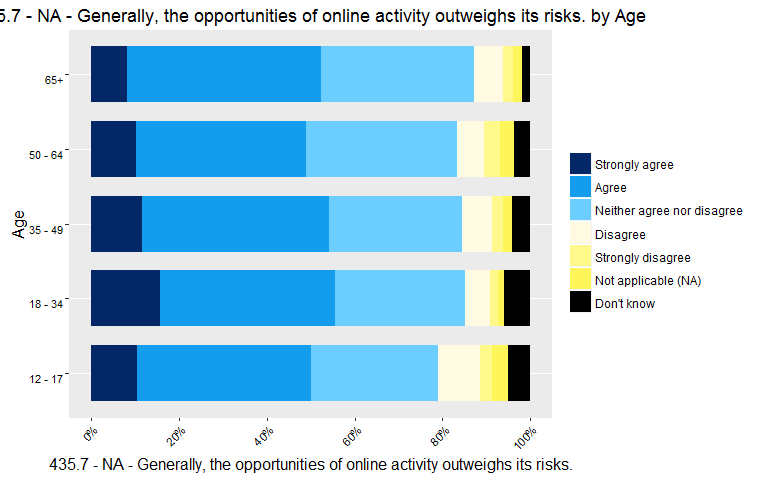 5.7 - NA - Generally, the opportunities of online activity outweighs its risks. by Age
65+
50 - 64
35 - 49
18 - 34
12 - 17
Age
0%
20%
40%
60%
80%
100%
435.7 - NA - Generally, the opportunities of online activity outweighs its risks.
Strongly agree
Agree
Neither agree nor disagree
Disagree
Strongly disagree
Not applicable (NA)
Don't know